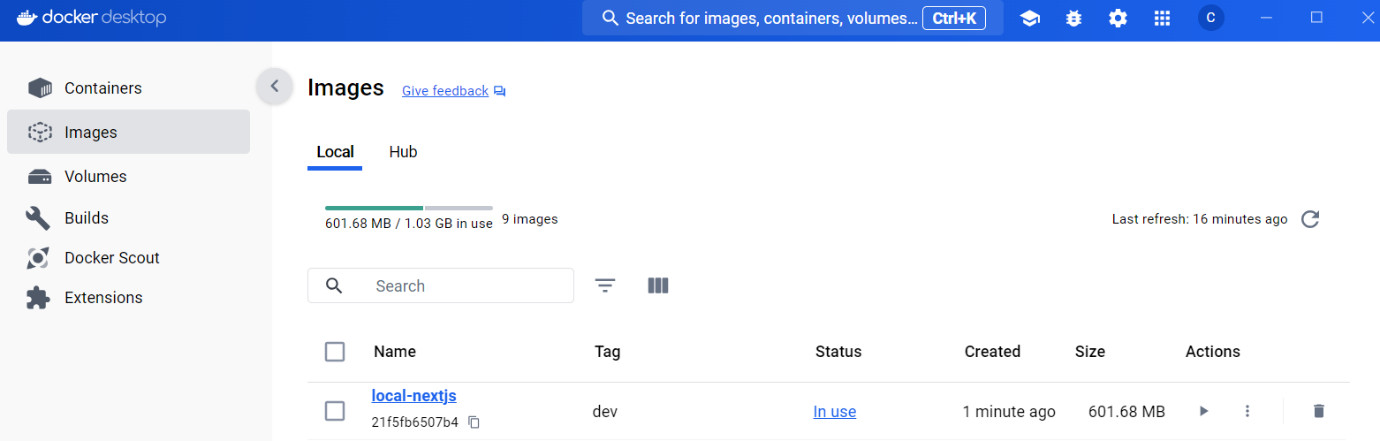 docker desktop
Search for images, containers, volumes... Ctrl+K
C
Containers
Images
Volumes
Builds
Docker Scout
Extensions
Images Give feedback
Local Hub
601.68 MB / 1.03 GB in use 9 images
Last refresh: 16 minutes ago
Search
Name Tag Status Created Size Actions
local-nextjs
21f5fb6507b4
dev In use 1 minute ago 601.68 MB